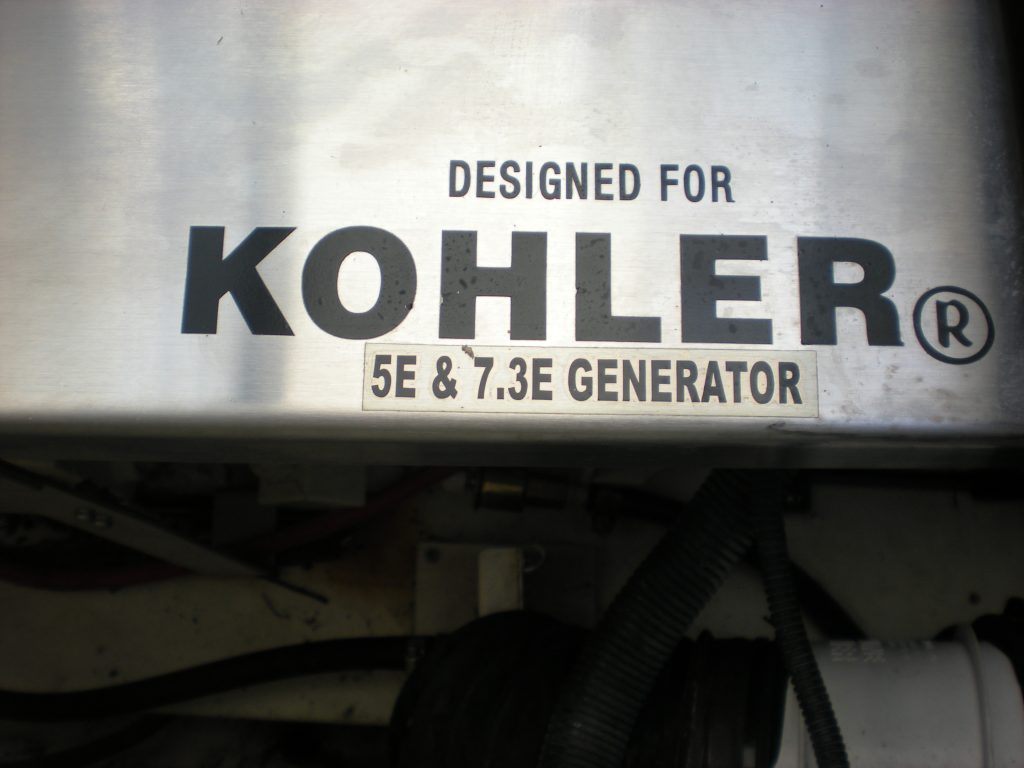 DESIGNED FOR
KOHLER®
5E & 7.3E GENERATOR